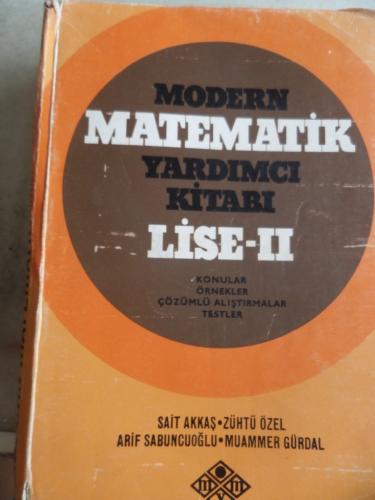 MODERN
MATEMATİK
YARDIMCI
KİTABI
LİSE-II
KONULAR
ÖRNEKLER
ÇÖZÜMLÜ ALIŞTIRMALAR
TESTLER
SAİT AKKAŞ • ZÜHTÜ ÖZEL
ARİF SABUNCUOĞLU • MUAMMER GÜRDAL